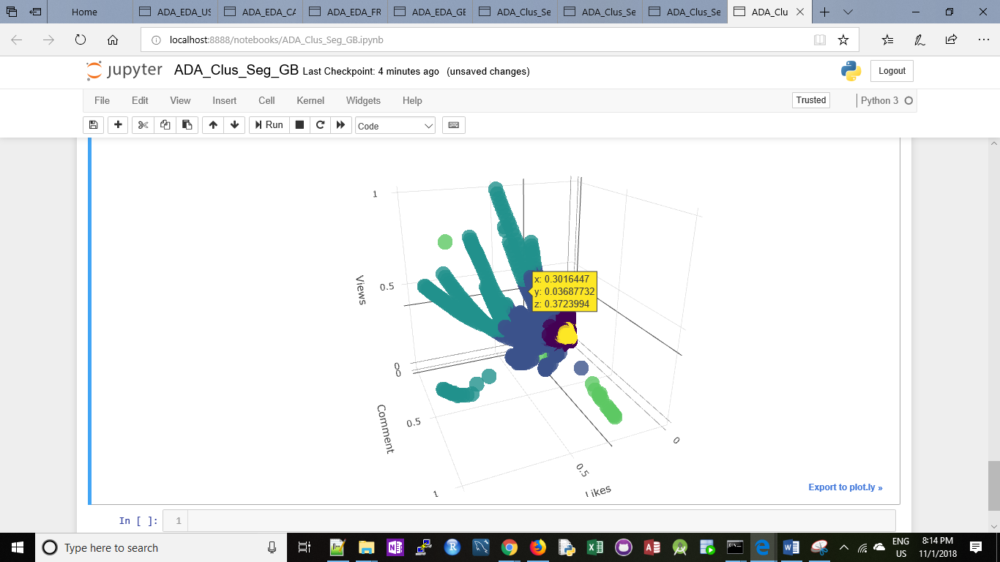 Home
ADA_EDA_US
ADA_EDA_CA
ADA_EDA_FR
ADA_EDA_GE
ADA_Clus_Se
ADA_Clus_Se
ADA_Clus_Se
ADA_Clu
localhost:8888/notebooks/ADA_Clus_Seg_GB.ipynb
jupyter ADA_Clus_Seg_GB Last Checkpoint: 4 minutes ago (unsaved changes)
Logout
File Edit View Insert Cell Kernel Widgets Help
Trusted
Python 3
Run
Code
1
0.5
Views
x: 0.3016447
y: 0.03687732
z: 0.3723994
0
0
Comment
0.5
0
0.5
1
Likes
Export to plot.ly »
In [ ]: 1
Type here to search
ENG
US
8:14 PM
11/1/2018